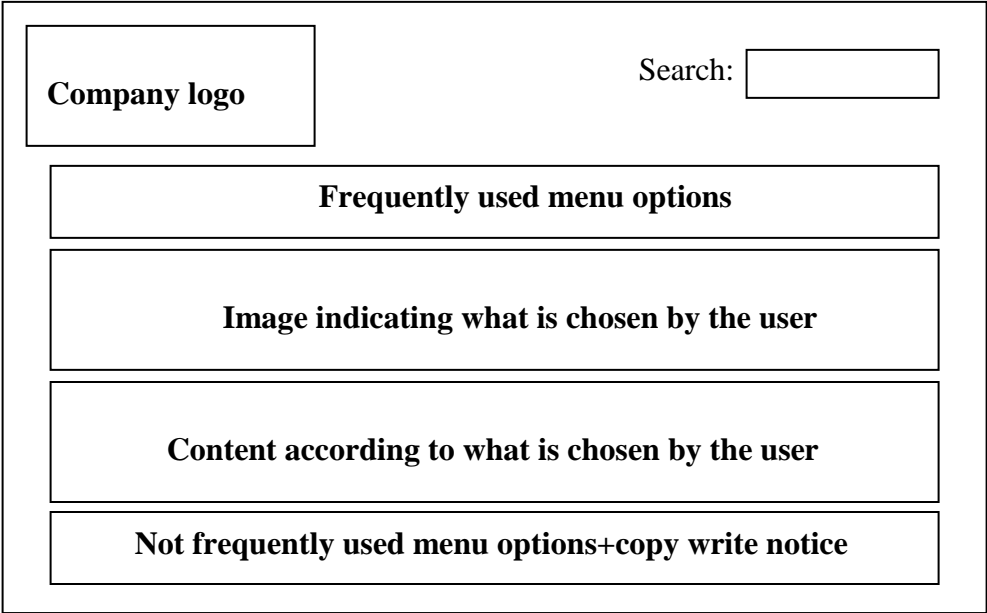 Company logo
Search:
Frequently used menu options
Image indicating what is chosen by the user
Content according to what is chosen by the user
Not frequently used menu options+copy write notice